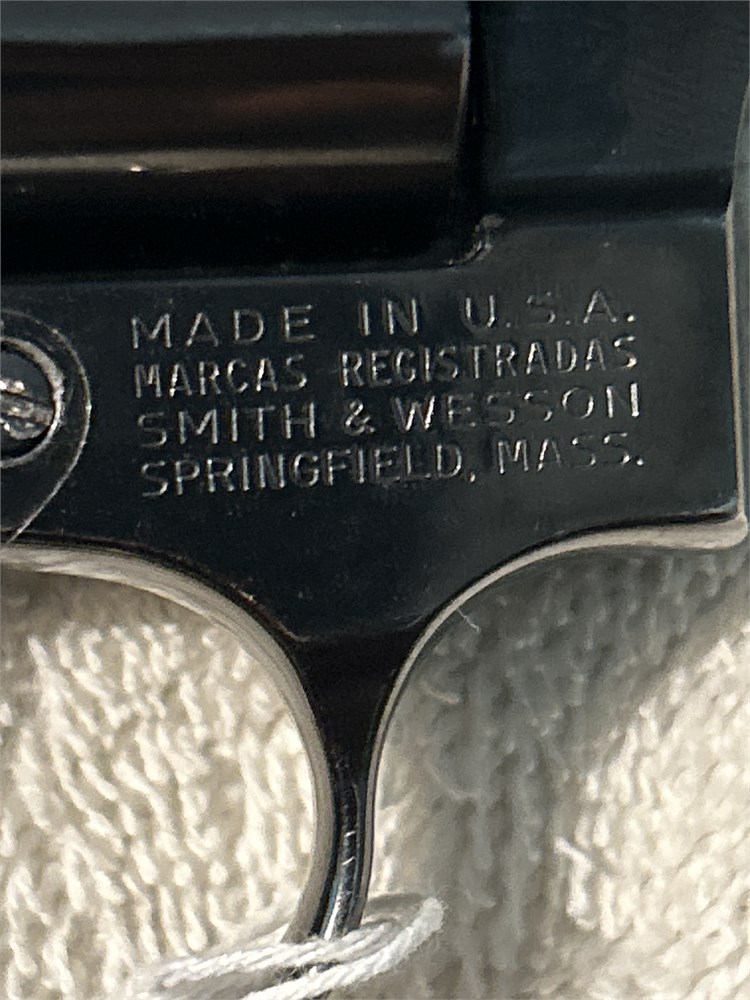 MADE IN U.S.A.
MARCAS REGISTRADAS
SMITH & WESSON
SPRINGFIELD, MASS.